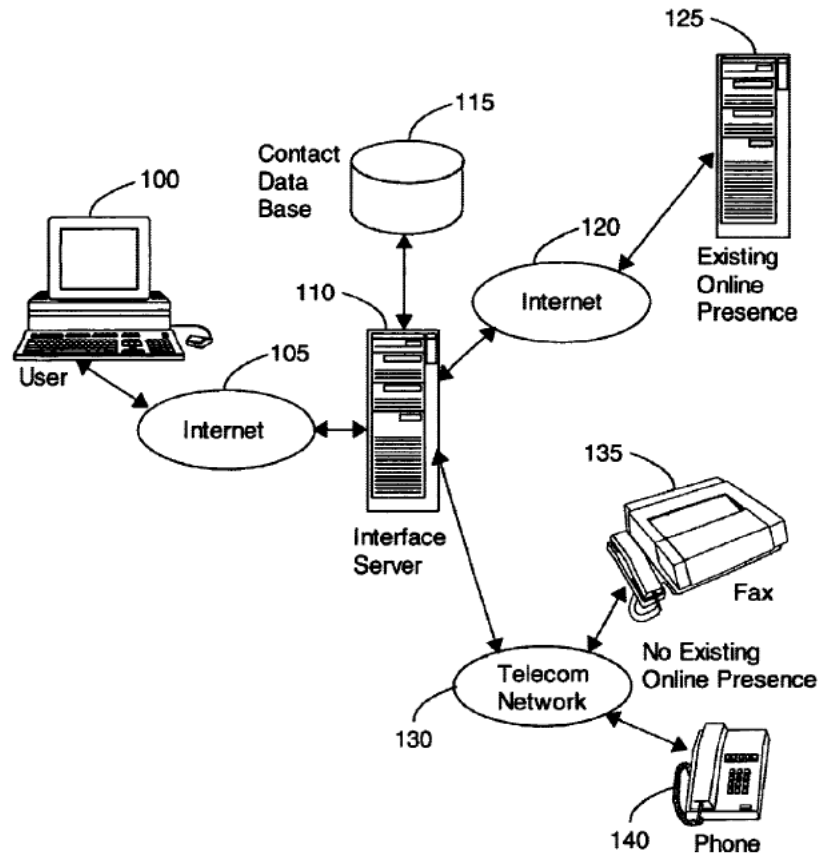 125
115
Contact
Data
Base
100
120
Existing
Online
Presence
Internet
110
User
105
Internet
Interface
Server
135
Fax
No Existing
Online Presence
Telecom
Network
130
140
Phone